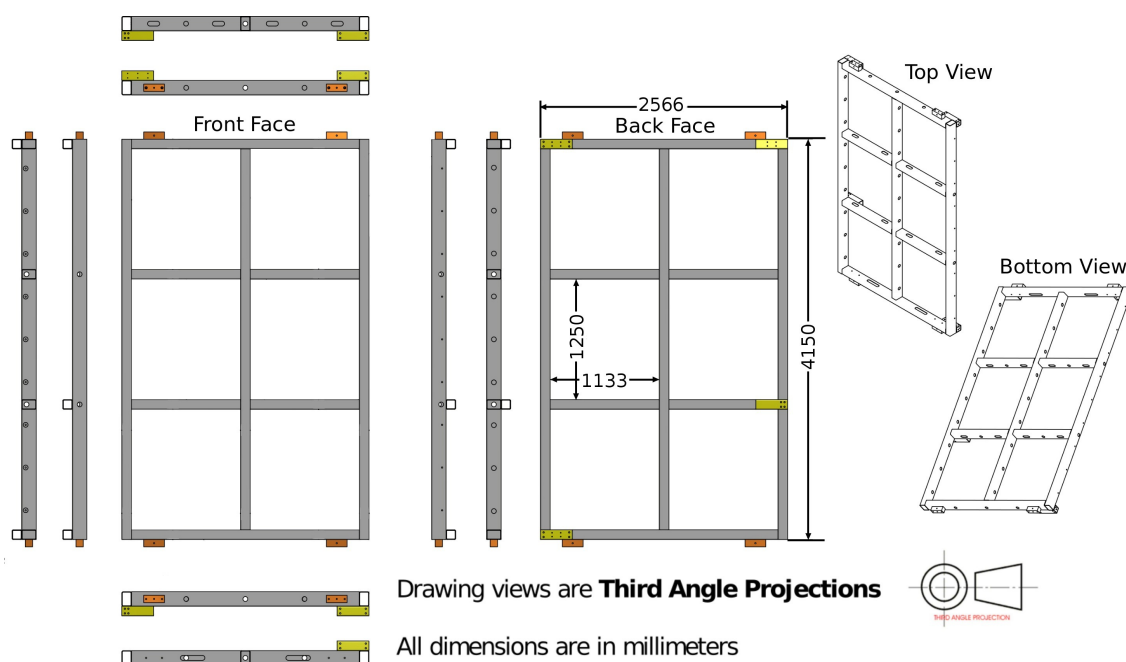 Top View
2566
Front Face
Back Face
Bottom View
1250
4150
1133
Drawing views are Third Angle Projections
THIRD ANGLE PROJECTION
All dimensions are in millimeters